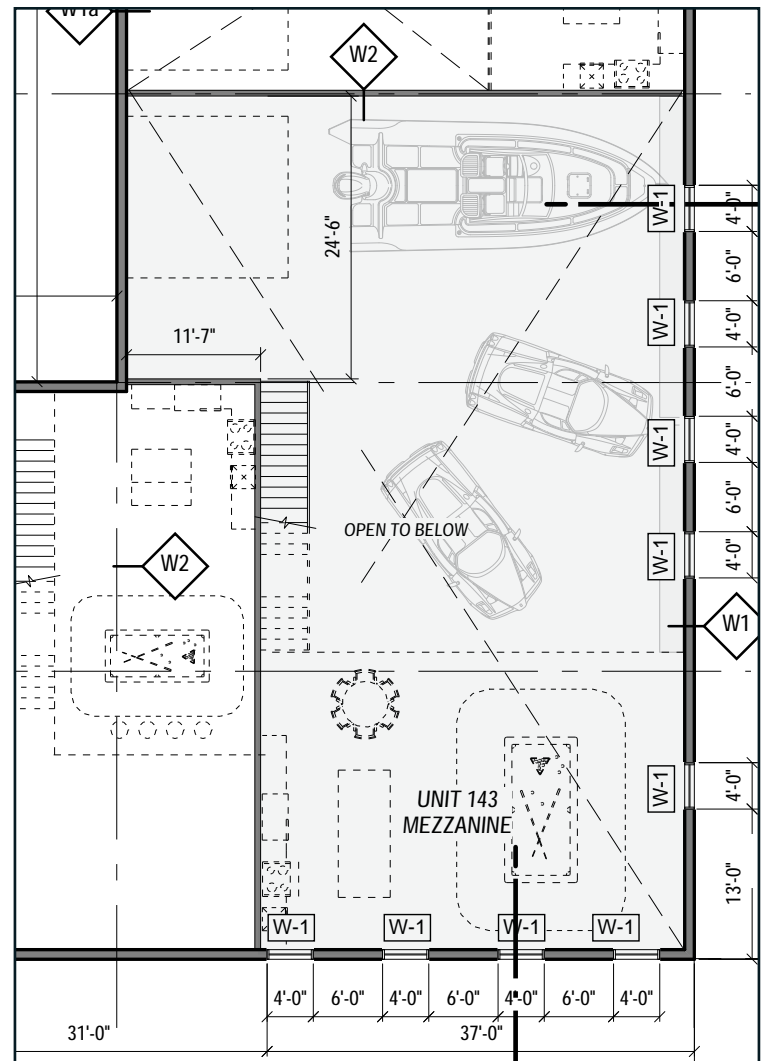 W1a
W2
W-1
4'-0"
6'-0"
24'-6"
W-1
4'-0"
11'-7"
6'-0"
W-1
4'-0"
6'-0"
OPEN TO BELOW
W-1
4'-0"
W2
W1
W-1
4'-0"
UNIT 143
MEZZANINE
13'-0"
W-1
W-1
W-1
W-1
4'-0"
6'-0"
4'-0"
6'-0"
4'-0"
6'-0"
4'-0"
31'-0"
37'-0"